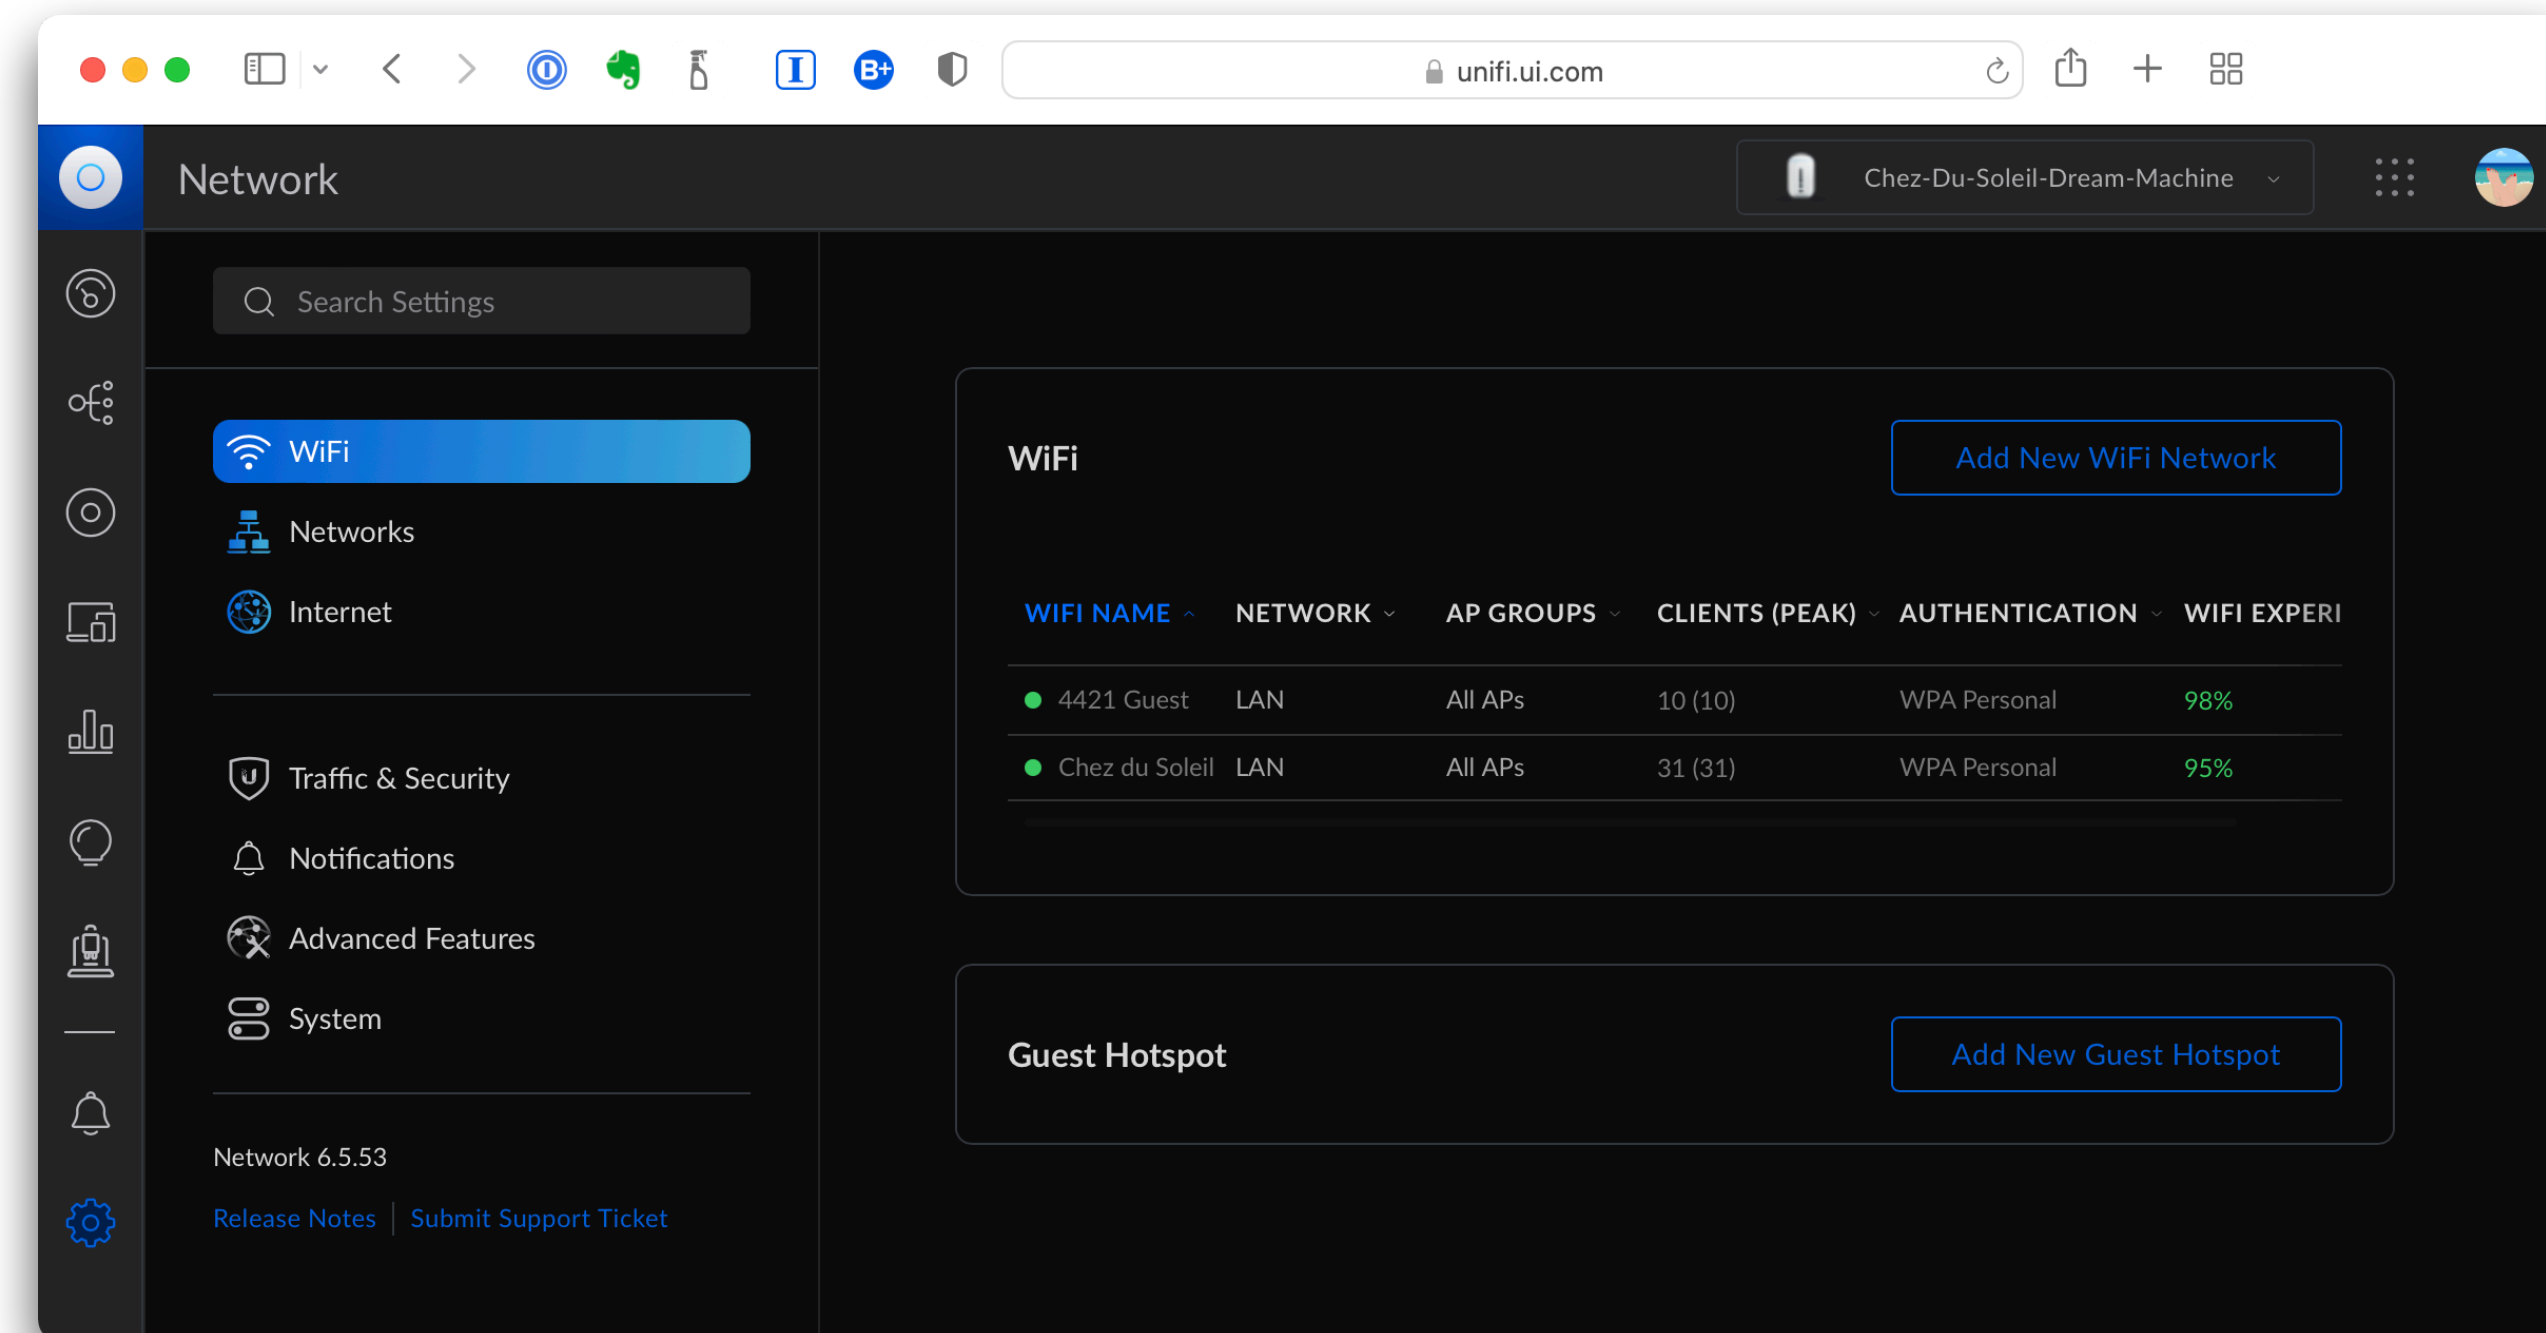 unifi.ui.com
Network
Chez-Du-Soleil-Dream-Machine
Search Settings
WiFi
Networks
Internet
Traffic & Security
Notifications
Advanced Features
System
Network 6.5.53
Release Notes | Submit Support Ticket
WiFi
Add New WiFi Network
WIFI NAME NETWORK AP GROUPS CLIENTS (PEAK) AUTHENTICATION WIFI EXPERI
4421 Guest LAN All APs 10 (10) WPA Personal 98%
Chez du Soleil LAN All APs 31 (31) WPA Personal 95%
Guest Hotspot
Add New Guest Hotspot